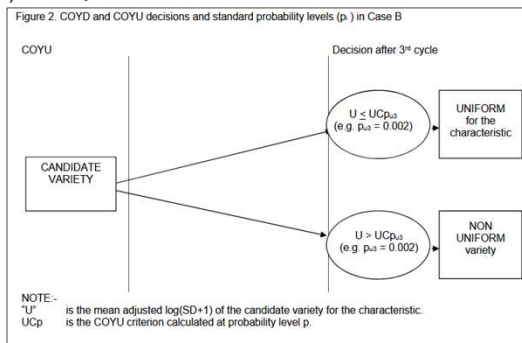 Figure 2. COYD and COYU decisions and standard probability levels (pᵢ ) in Case B
COYU
Decision after 3rd cycle
U ≤ UCpu3
(e.g. pu3 = 0.002)
UNIFORM
for the
characteristic
CANDIDATE
VARIETY
U > UCpu3
(e.g. pu3 = 0.002)
NON
UNIFORM
variety
NOTE:-
"U" is the mean adjusted log(SD+1) of the candidate variety for the characteristic.
UCp is the COYU criterion calculated at probability level p.